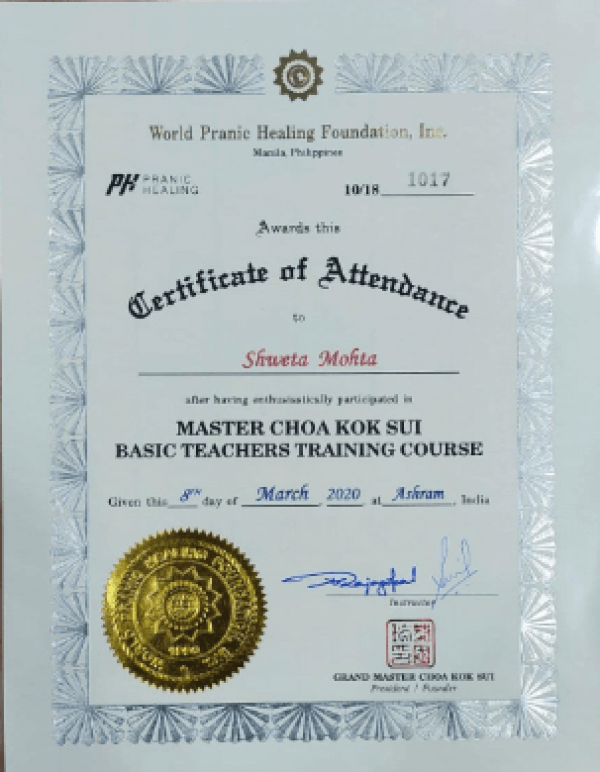 World Pranic Healing Foundation, Inc.
Manila, Philippines
PH PRANIC HEALING
10/18 1017
Awards this
Certificate of Attendance
to
Shweta Mohta
after having enthusiastically participated in
MASTER CHOA KOK SUI
BASIC TEACHERS TRAINING COURSE
Given this 8TH day of March, 2020, at Ashram, India
Instructor
GRAND MASTER CHOA KOK SUI
President / Founder